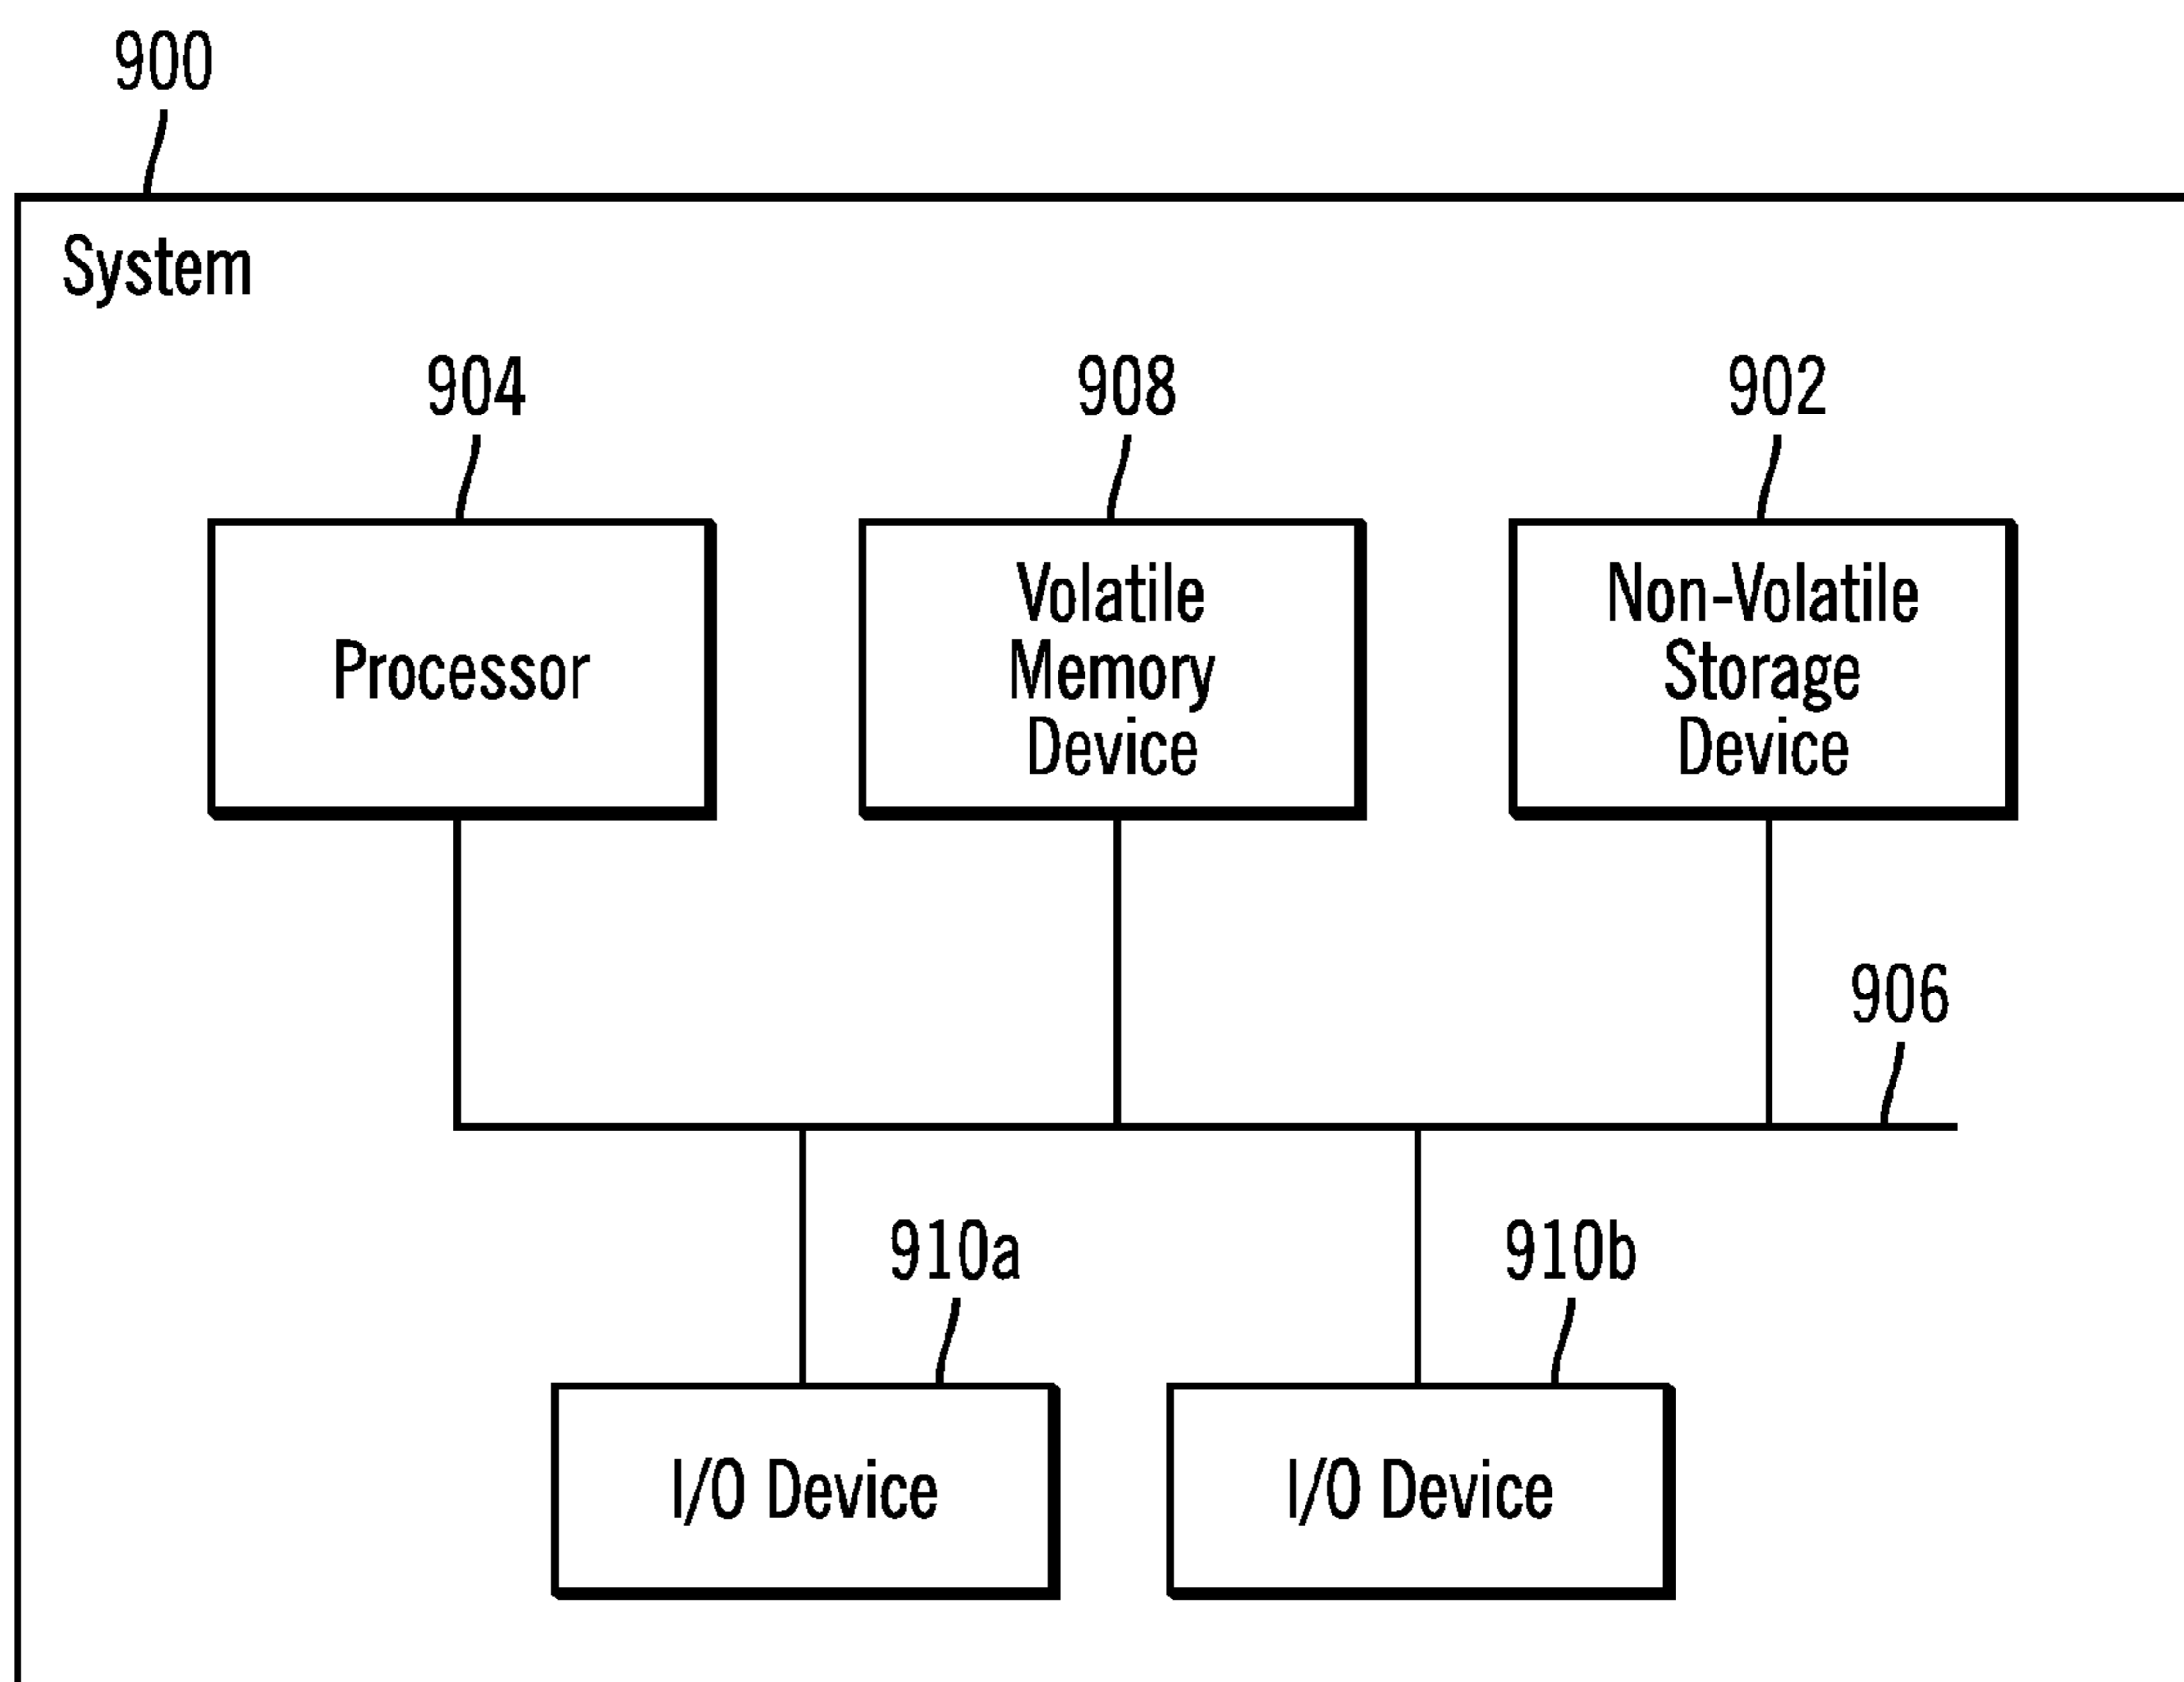 900
System
904
908
902
Processor
Volatile
Memory
Device
Non-Volatile
Storage
Device
906
910a
910b
I/O Device
I/O Device